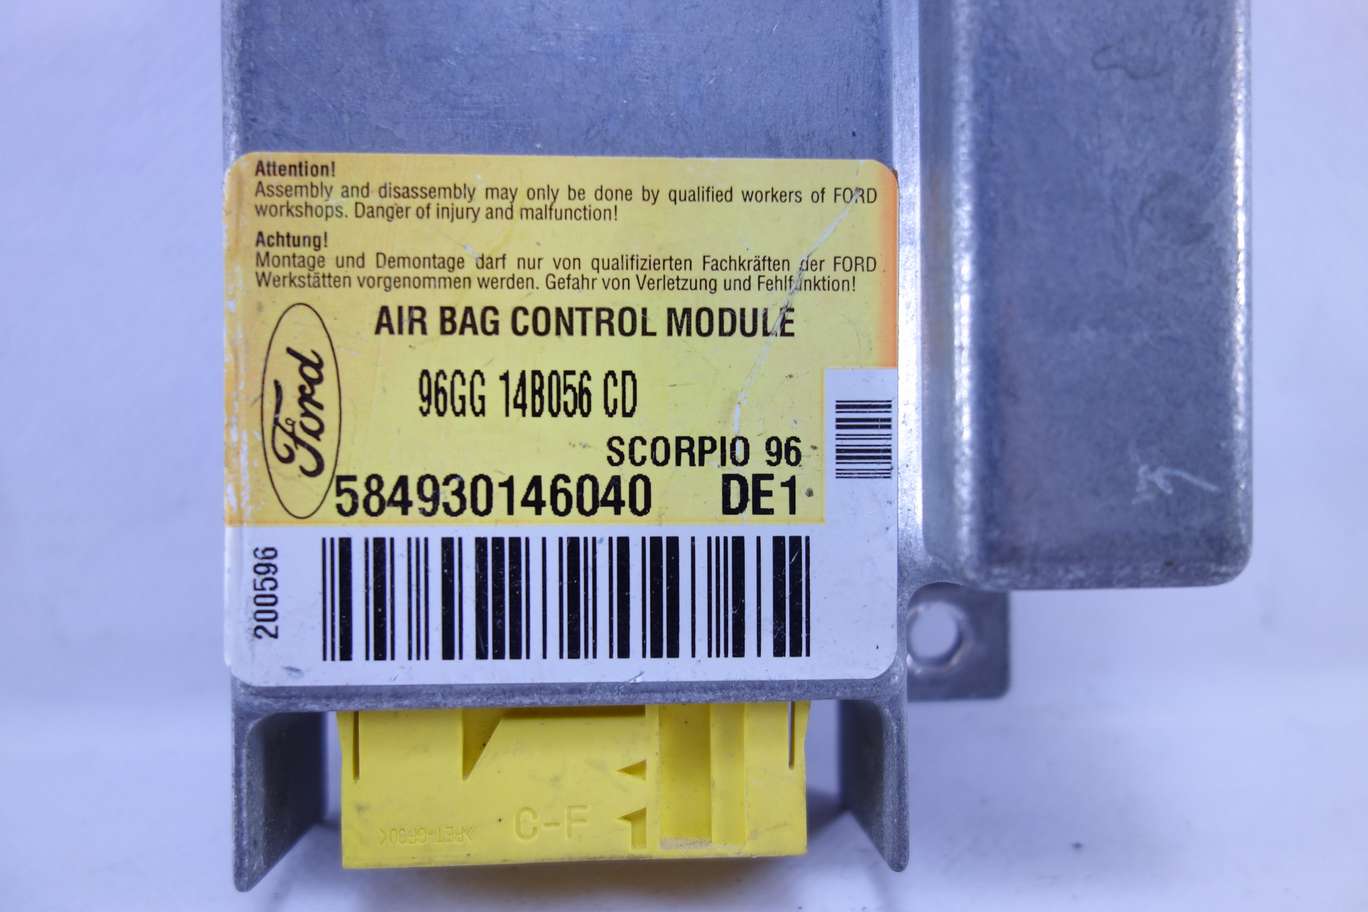 Attention!
Assembly and disassembly may only be done by qualified workers of FORD
workshops. Danger of injury and malfunction!
Achtung!
Montage und Demontage darf nur von qualifizierten Fachkräften der FORD
Werkstätten vorgenommen werden. Gefahr von Verletzung und Fehlfunktion!
AIR BAG CONTROL MODULE
Ford
96GG 14B056 CD
SCORPIO 96
584930146040 DE1
200596
C-F
1